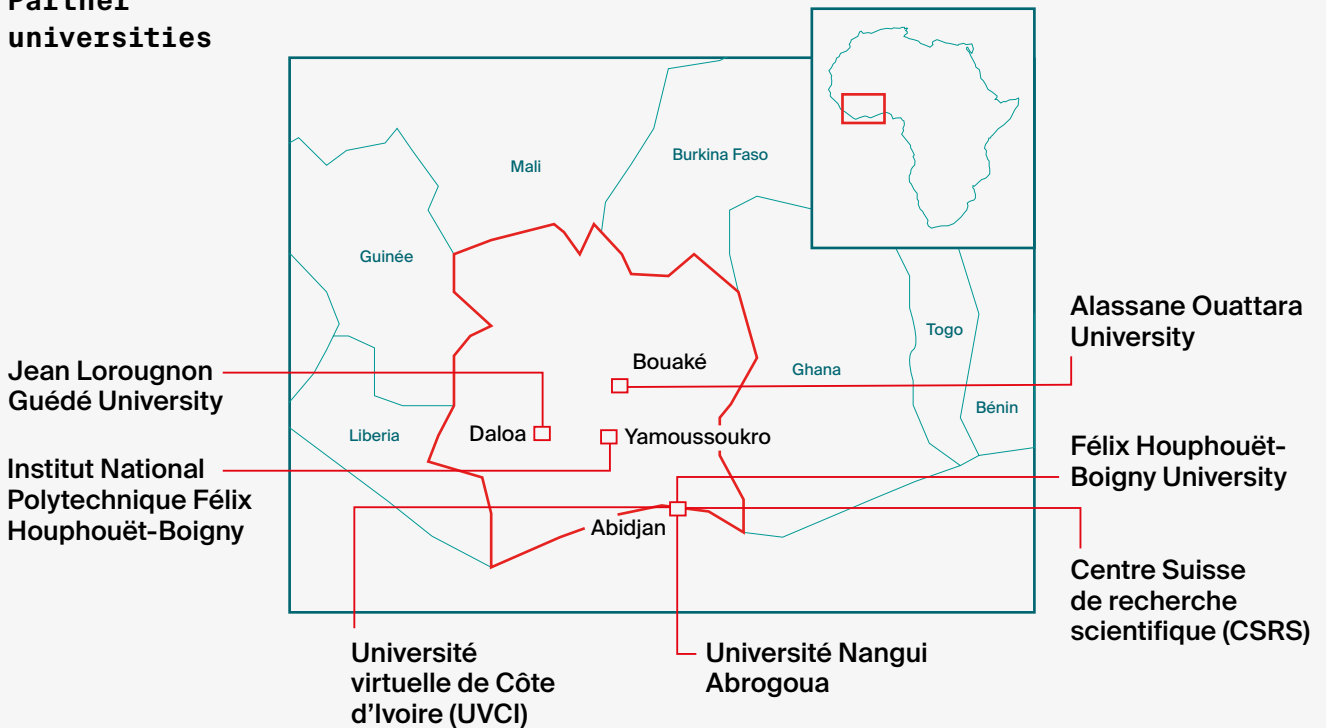 Partner
universities
Mali
Burkina Faso
Guinée
Alassane Ouattara
University
Togo
Bouaké
Ghana
Jean Lorougnon
Guédé University
Bénin
Liberia
Daloa
Yamoussoukro
Félix Houphouët-
Boigny University
Institut National
Polytechnique Félix
Houphouët-Boigny
Abidjan
Centre Suisse
de recherche
scientifique (CSRS)
Université
virtuelle de Côte
d'Ivoire (UVCI)
Université Nangui
Abrogoua